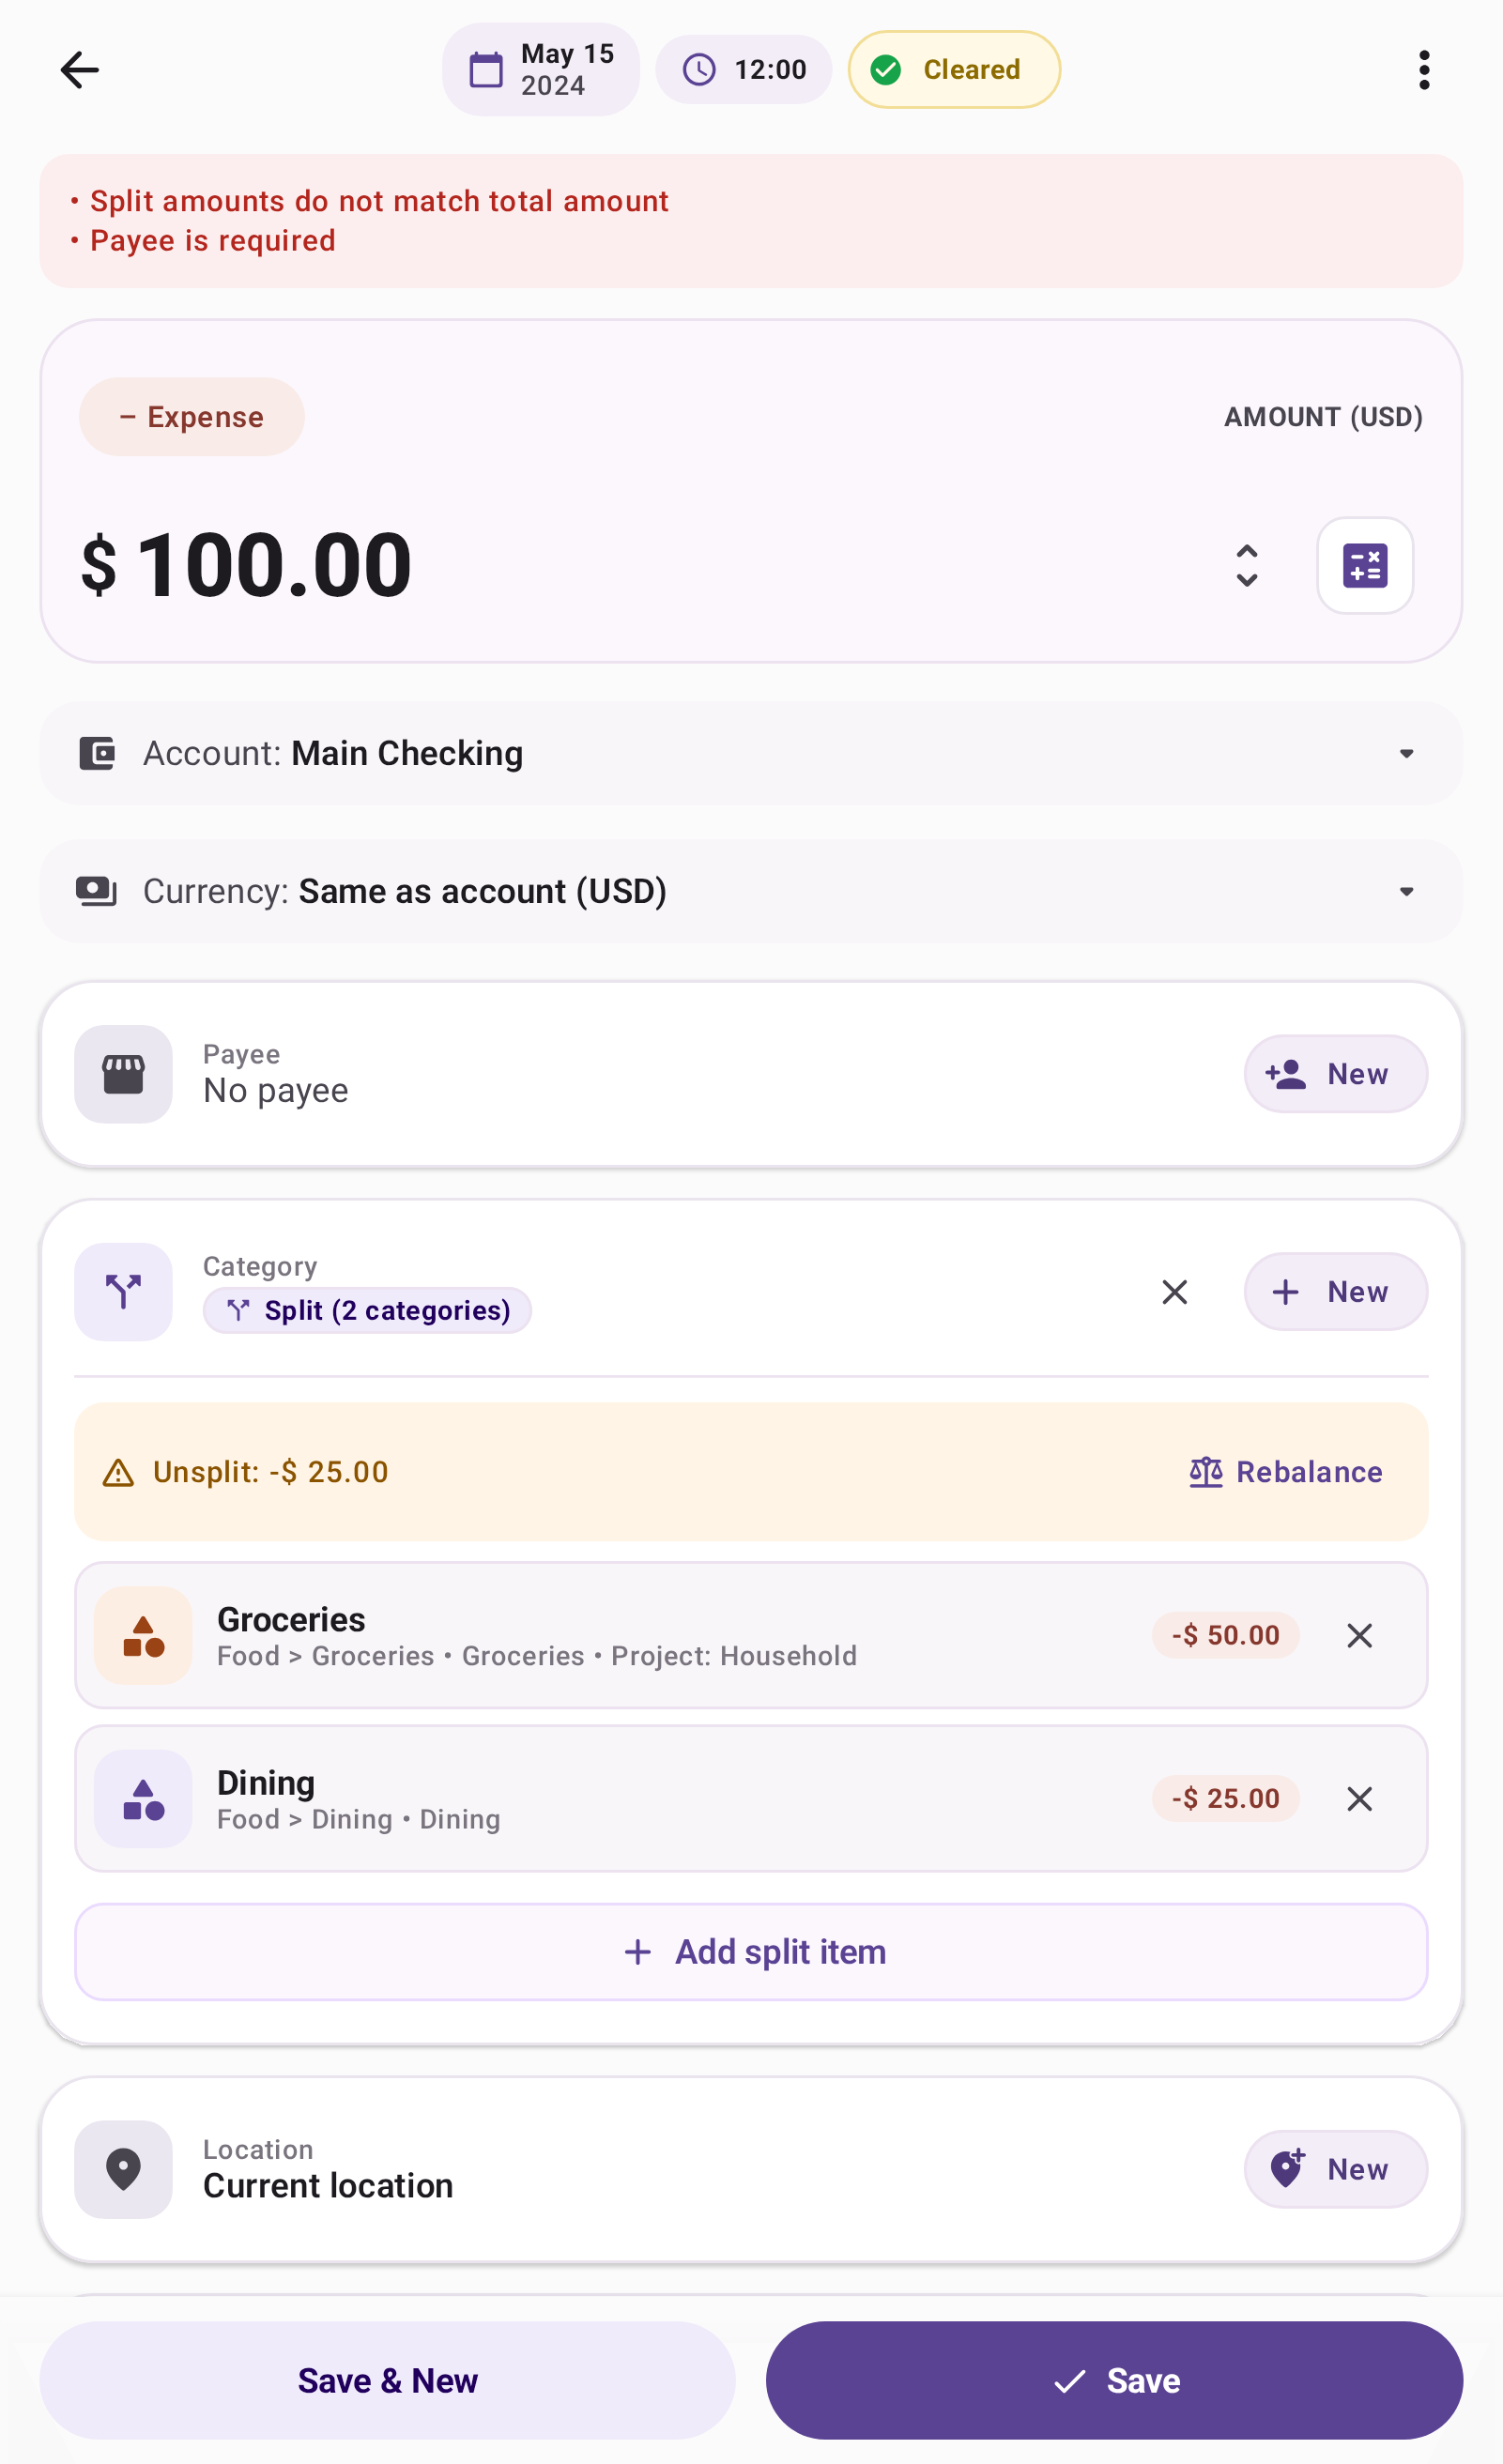 May 15
2024
12:00
Cleared
• Split amounts do not match total amount
• Payee is required
– Expense
AMOUNT (USD)
$ 100.00
Account: Main Checking
Currency: Same as account (USD)
Payee
No payee
New
Category
Split (2 categories)
New
Unsplit: -$ 25.00
Rebalance
Groceries
Food > Groceries • Groceries • Project: Household
-$ 50.00
Dining
Food > Dining • Dining
-$ 25.00
+ Add split item
Location
Current location
New
Save & New
Save